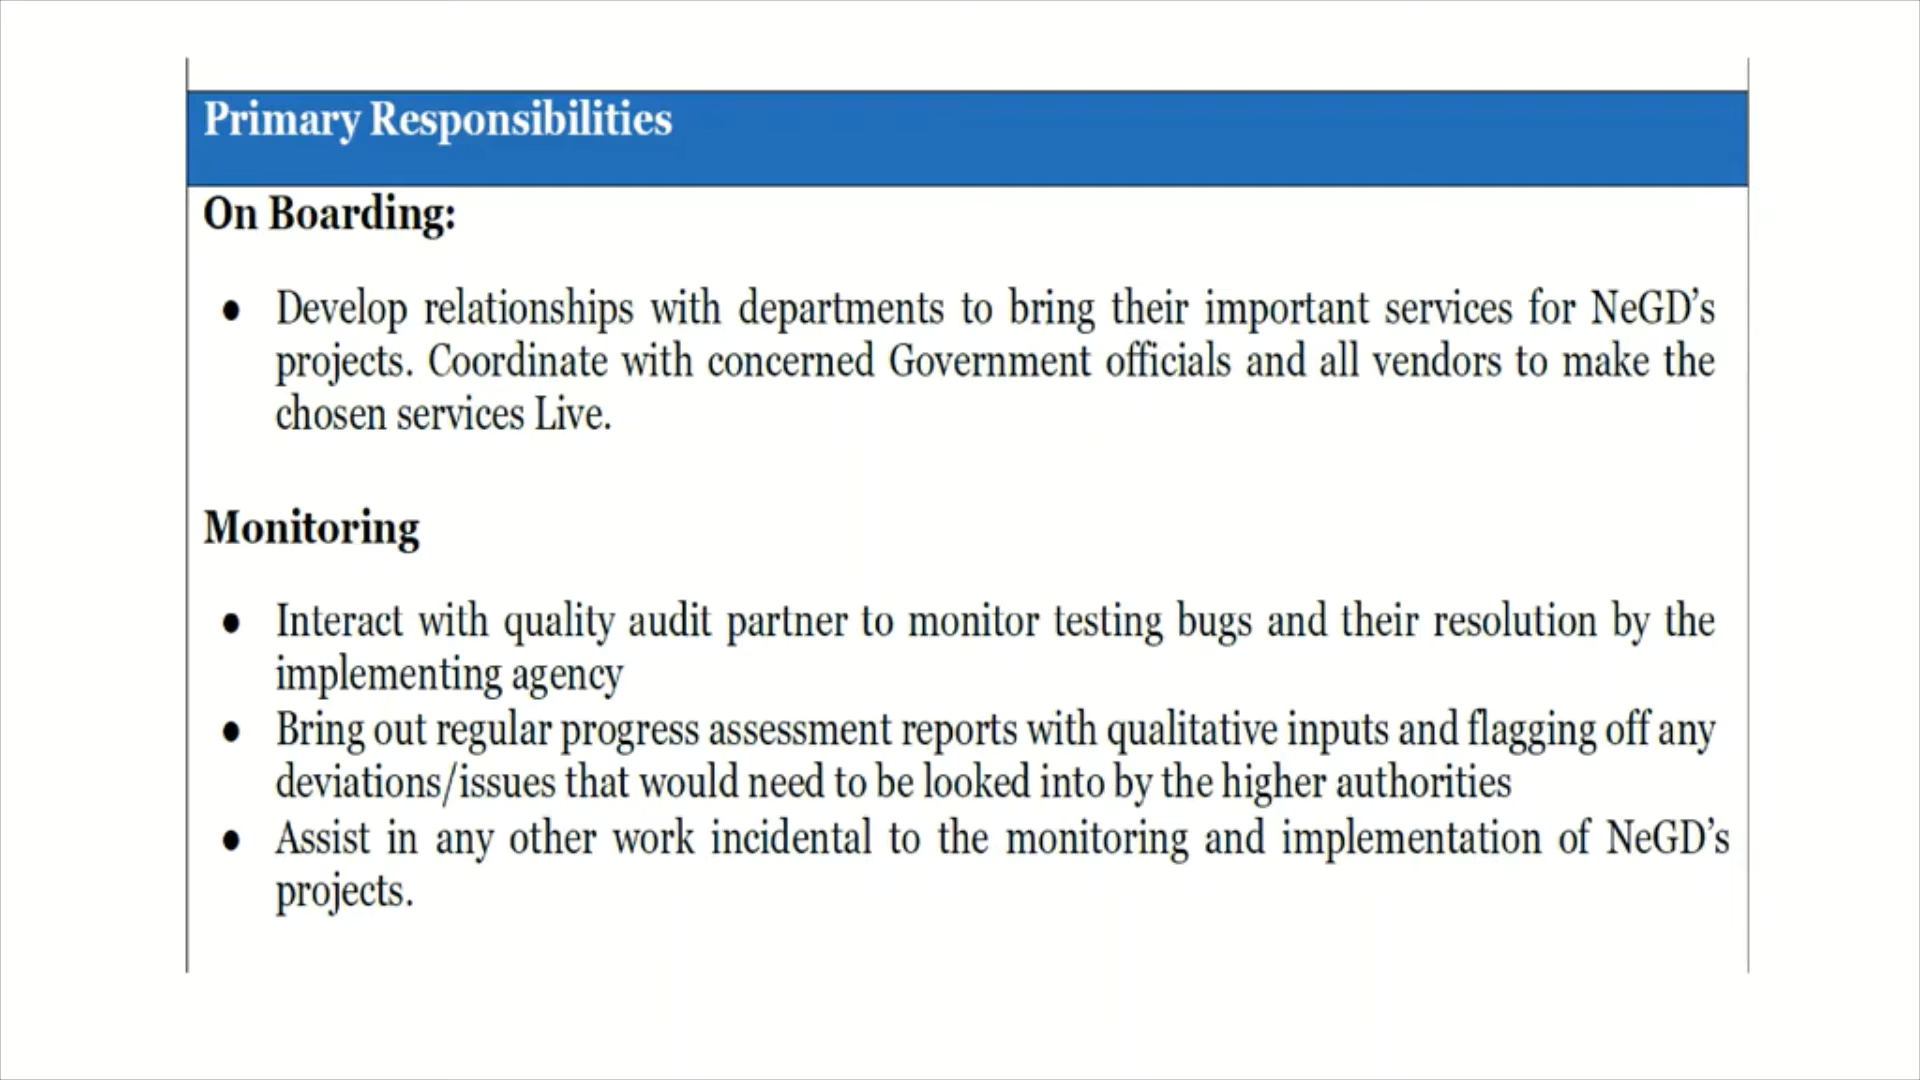 Primary Responsibilities
On Boarding:
● Develop relationships with departments to bring their important services for NeGD’s
projects. Coordinate with concerned Government officials and all vendors to make the
chosen services Live.
Monitoring
● Interact with quality audit partner to monitor testing bugs and their resolution by the
implementing agency
● Bring out regular progress assessment reports with qualitative inputs and flagging off any
deviations/issues that would need to be looked into by the higher authorities
● Assist in any other work incidental to the monitoring and implementation of NeGD’s
projects.